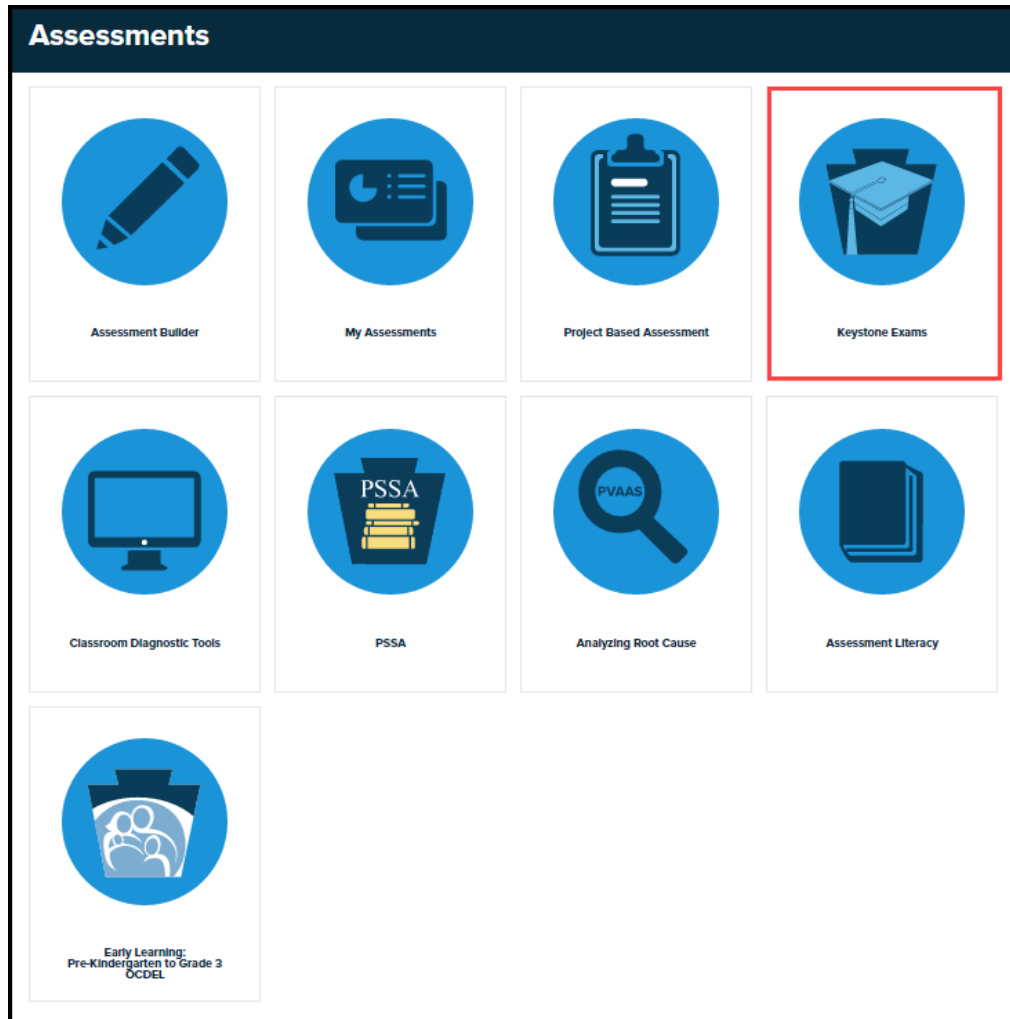 Assessments
Assessment Builder
My Assessments
Project Based Assessment
Keystone Exams
PSSA
PVAAS
Classroom Diagnostic Tools
PSSA
Analyzing Root Cause
Assessment Literacy
Early Learning:
Pre-Kindergarten to Grade 3
OCDEL